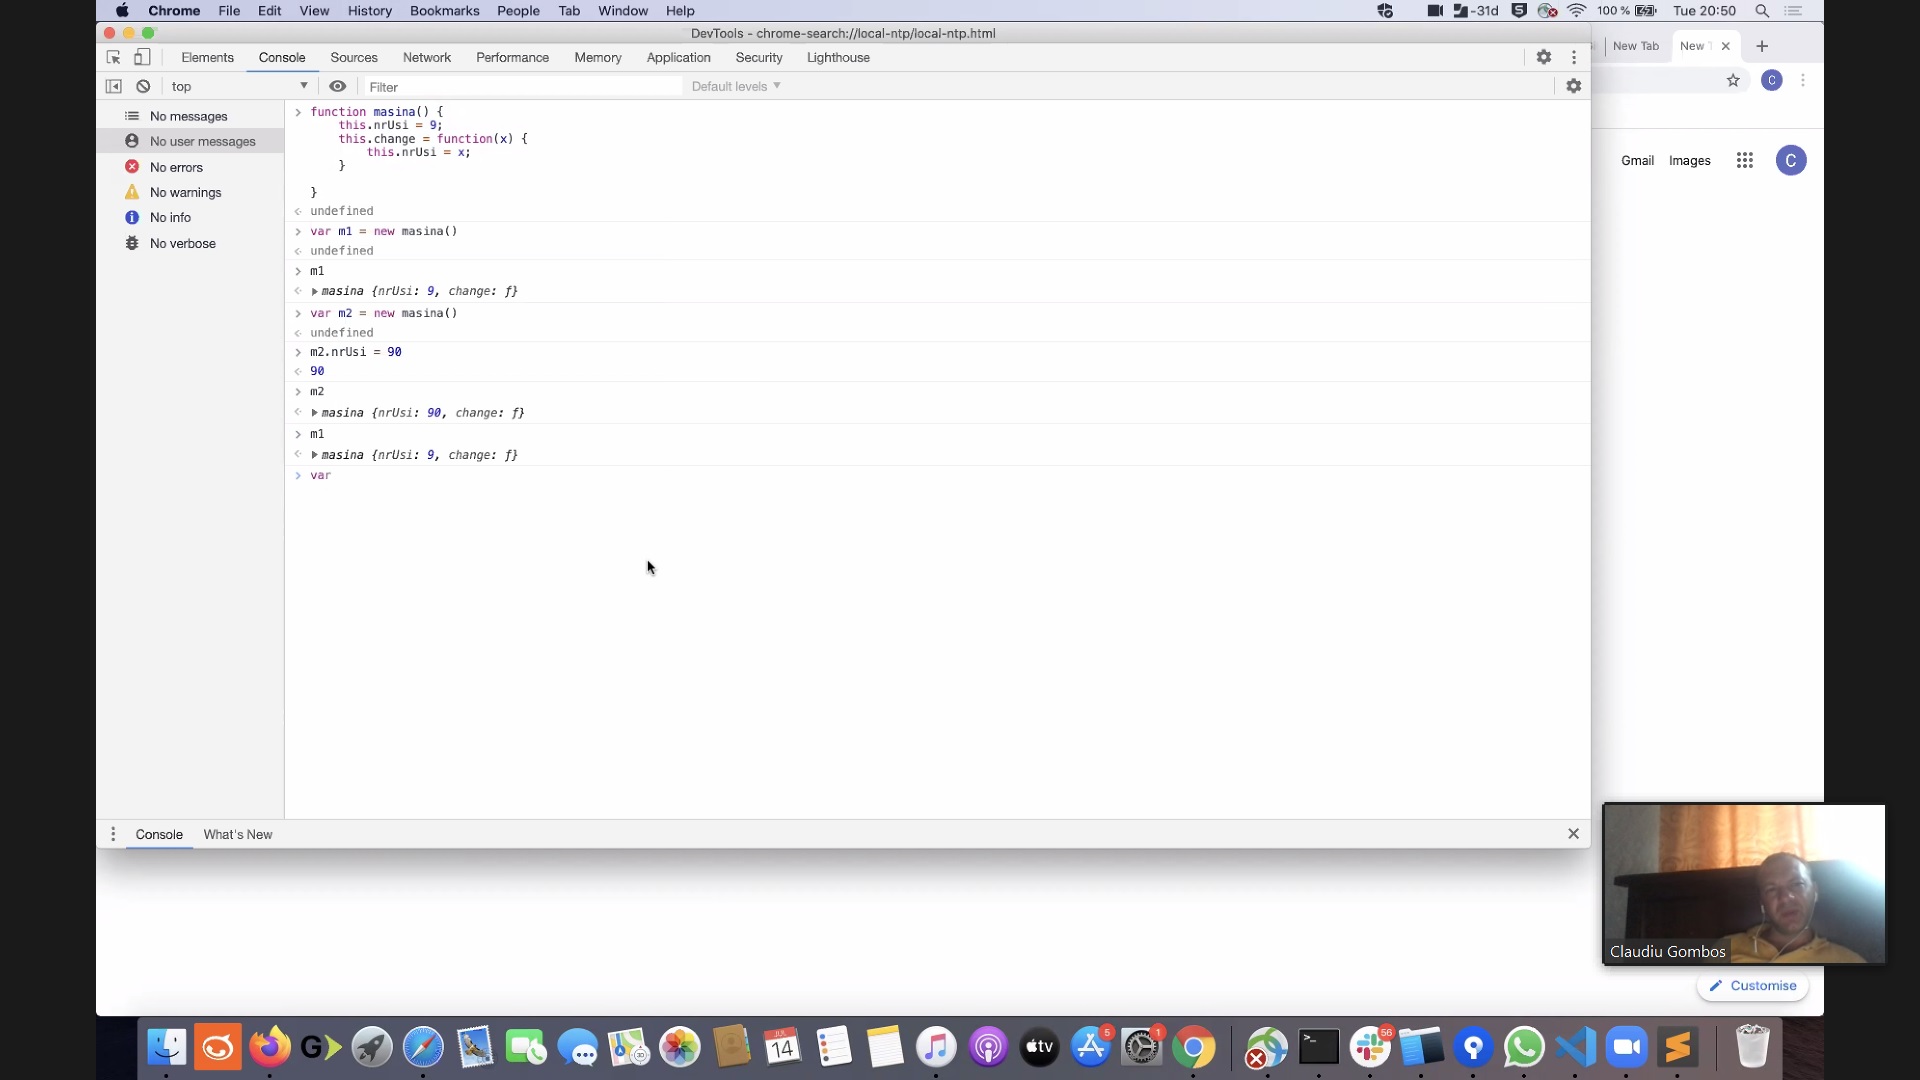 Chrome File Edit View History Bookmarks People Tab Window Help
-31d 100 % Tue 20:50
DevTools - chrome-search://local-ntp/local-ntp.html
New Tab
Elements Console Sources Network Performance Memory Application Security Lighthouse
top Filter Default levels
C
No messages
No user messages
No errors
No warnings
No info
No verbose
function masina() {
this.nrUsi = 9;
this.change = function(x) {
this.nrUsi = x;
}
}
undefined
var m1 = new masina()
undefined
m1
masina {nrUsi: 9, change: ƒ}
var m2 = new masina()
undefined
m2.nrUsi = 90
90
m2
masina {nrUsi: 90, change: ƒ}
m1
masina {nrUsi: 9, change: ƒ}
var
Gmail Images C
Console What's New
Claudiu Gombos
Customise
JUL
14
tv
5
1
56